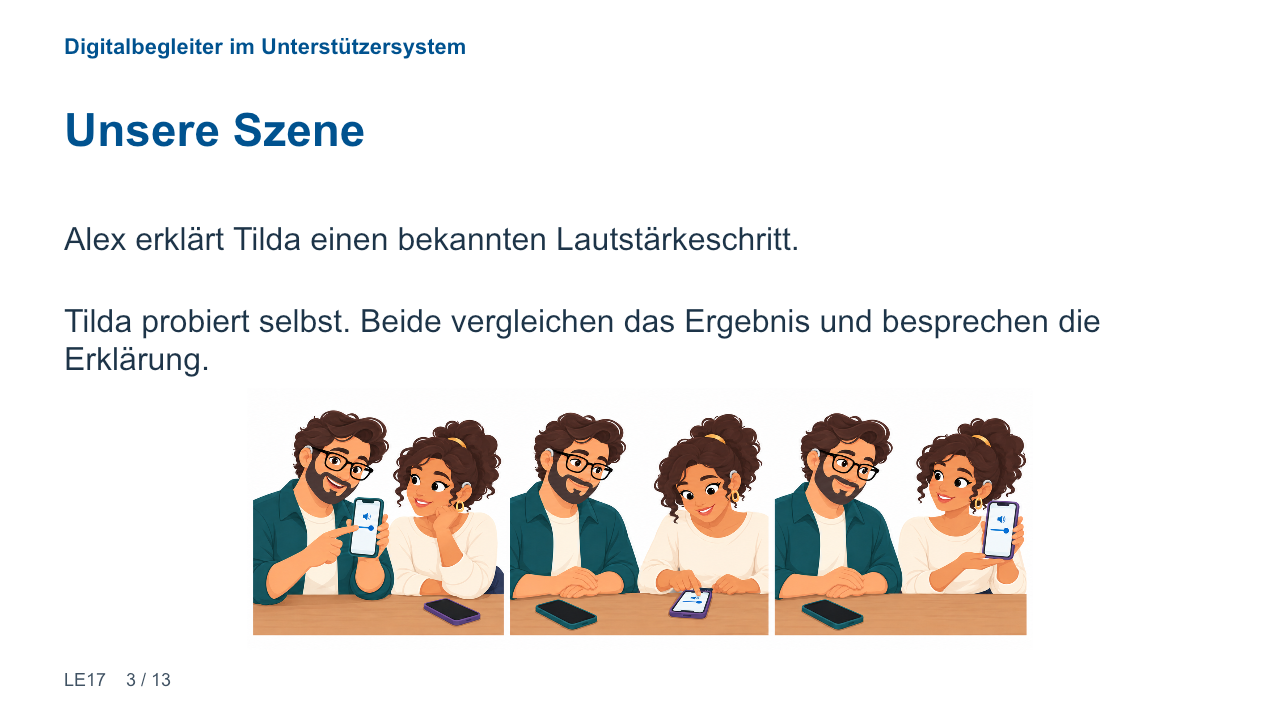 Digitalbegleiter im Unterstützersystem
Unsere Szene
Alex erklärt Tilda einen bekannten Lautstärkeschritt.
Tilda probiert selbst. Beide vergleichen das Ergebnis und besprechen die
Erklärung.
LE17 3 / 13